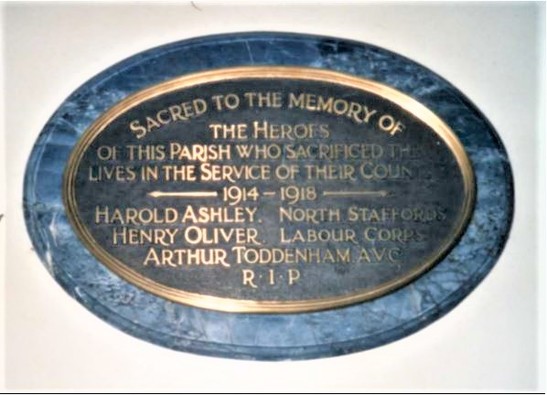 SACRED TO THE MEMORY OF
THE HEROES
OF THIS PARISH WHO SACRIFICED
LIVES IN THE SERVICE OF THEIR
1914 – 1918
HAROLD ASHLEY. NORTH STAFFORDS
HENRY OLIVER. LABOUR CORPS
ARTHUR TODDENHAM. A.V.C.
R · I · P